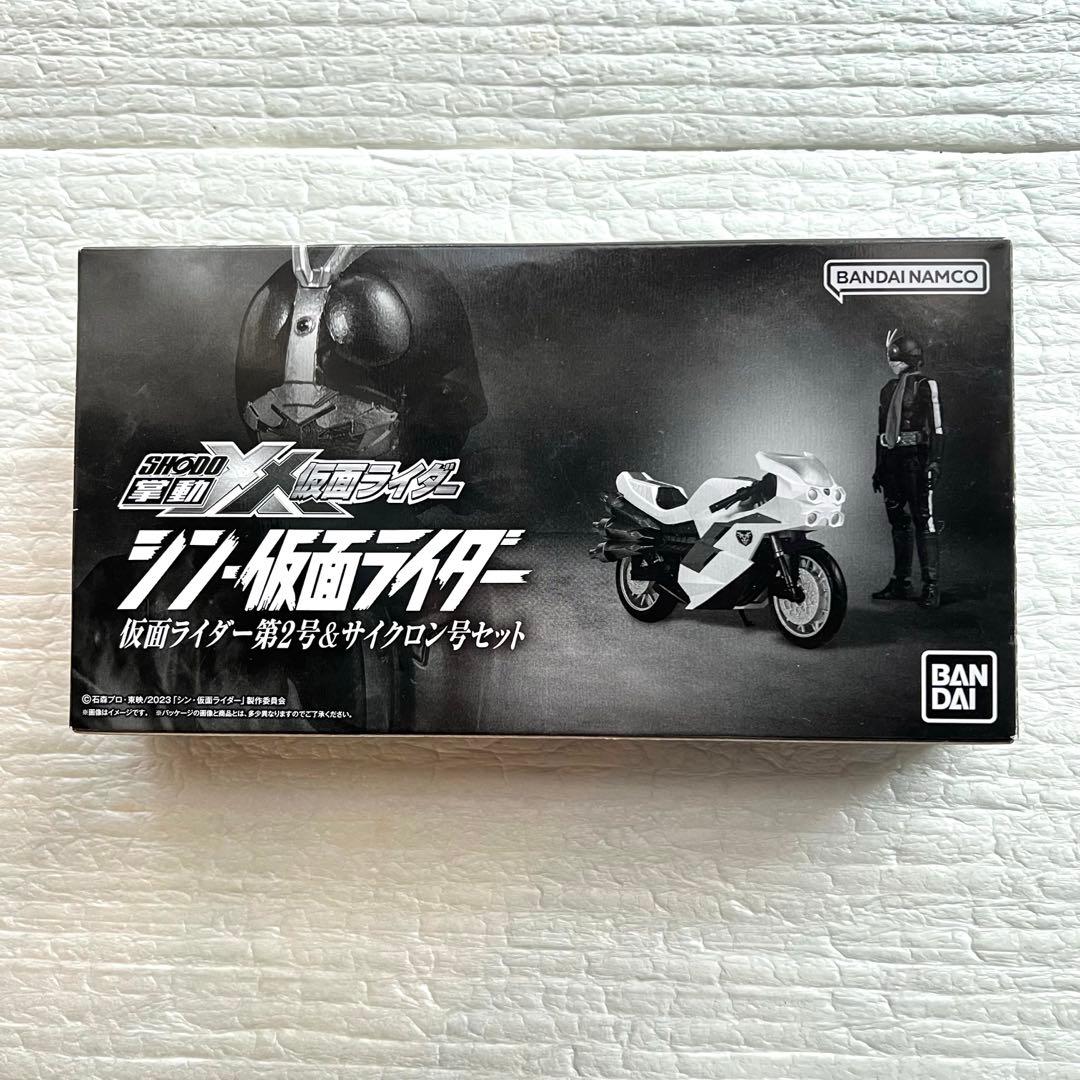 BANDAI NAMCO
SHODO
掌動
XX
仮面ライダー
シン・仮面ライダー
仮面ライダー第2号&サイクロン号セット
©石森プロ・東映/2023「シン・仮面ライダー」製作委員会
※画像はイメージです。 ※パッケージの画像と商品とは、多少異なりますのでご了承ください。
BAN
DAI